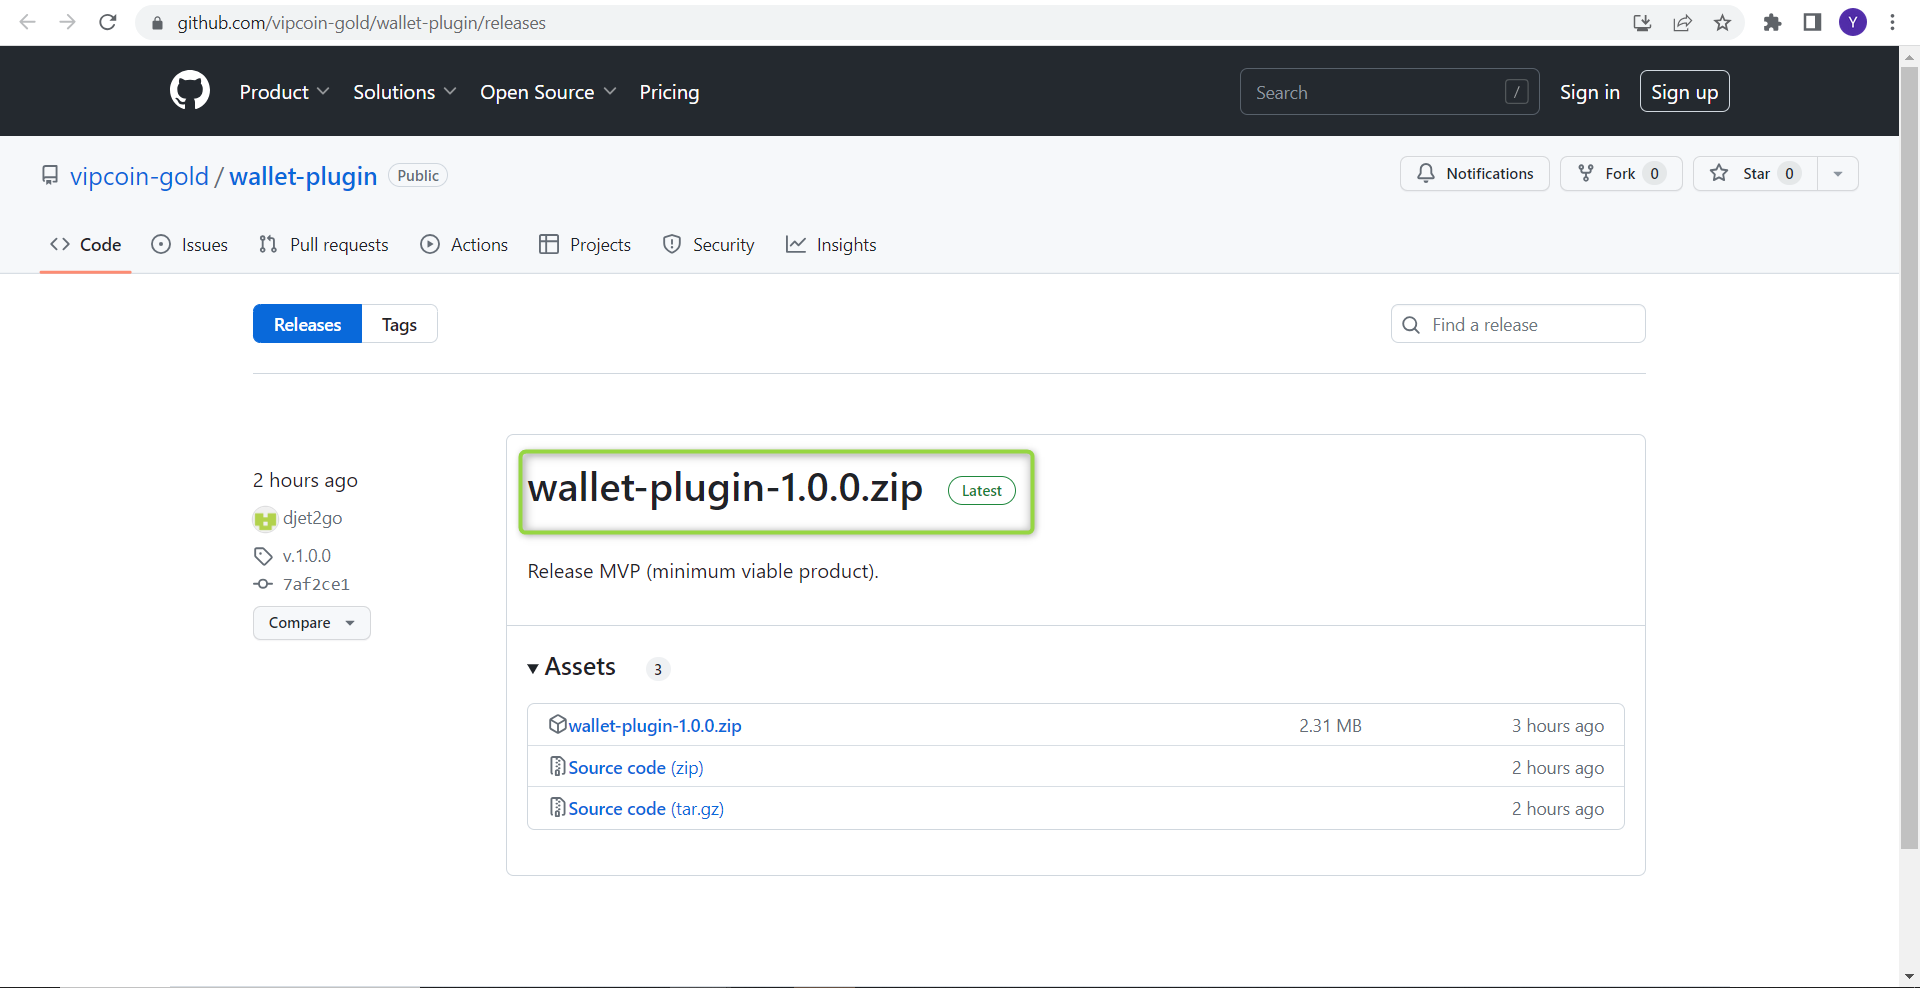 github.com/vipcoin-gold/wallet-plugin/releases
Y
Product Solutions Open Source Pricing Search / Sign in Sign up
vipcoin-gold / wallet-plugin Public Notifications Fork 0 Star 0
Code Issues Pull requests Actions Projects Security Insights
Releases Tags Find a release
2 hours ago
djet2go
v.1.0.0
7af2ce1
Compare
wallet-plugin-1.0.0.zip Latest
Release MVP (minimum viable product).
Assets 3
wallet-plugin-1.0.0.zip 2.31 MB 3 hours ago
Source code (zip) 2 hours ago
Source code (tar.gz) 2 hours ago